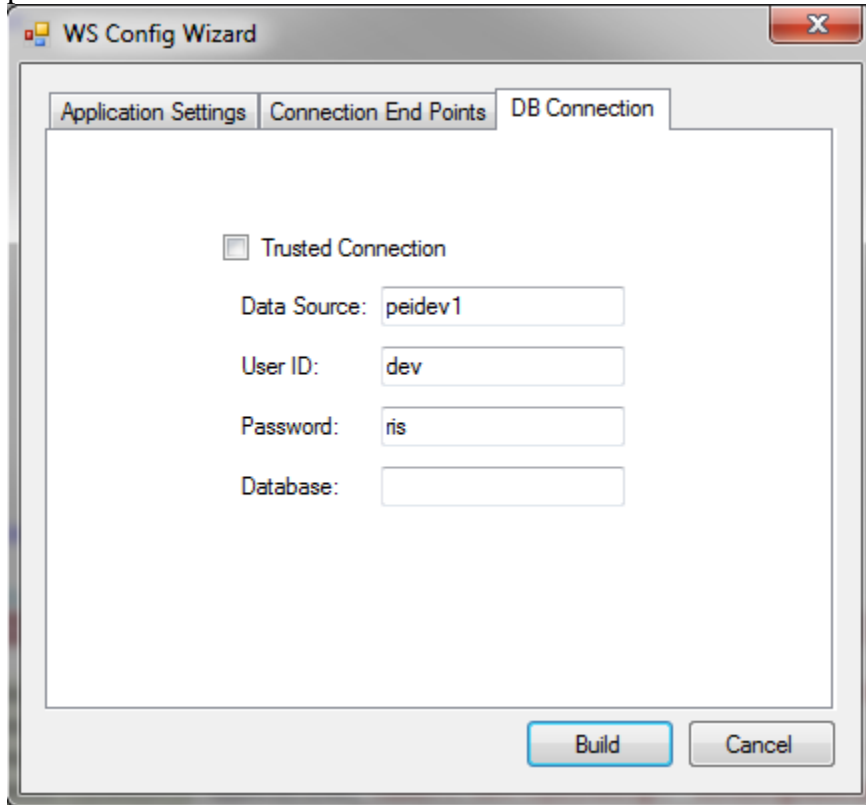 WS Config Wizard
Application Settings Connection End Points DB Connection
Trusted Connection
Data Source: peidev1
User ID: dev
Password: ris
Database:
Build Cancel